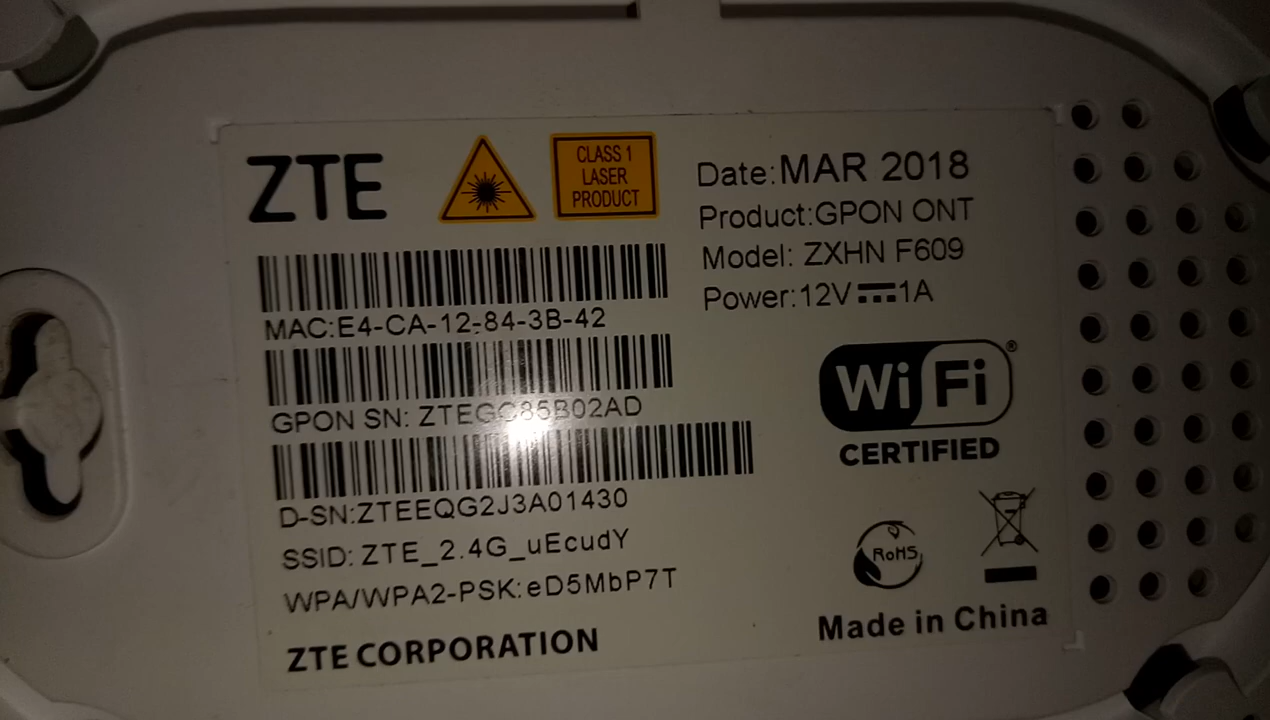 ZTE
CLASS 1
LASER
PRODUCT
Date:MAR 2018
Product:GPON ONT
Model: ZXHN F609
Power:12V 1A
MAC:E4-CA-12-84-3B-42
GPON SN: ZTEGC85B02AD
D-SN:ZTEEQG2J3A01430
SSID: ZTE_2.4G_uEcudY
WPA/WPA2-PSK:eD5MbP7T
ZTE CORPORATION
WiFi®
CERTIFIED
RoHS
Made in China